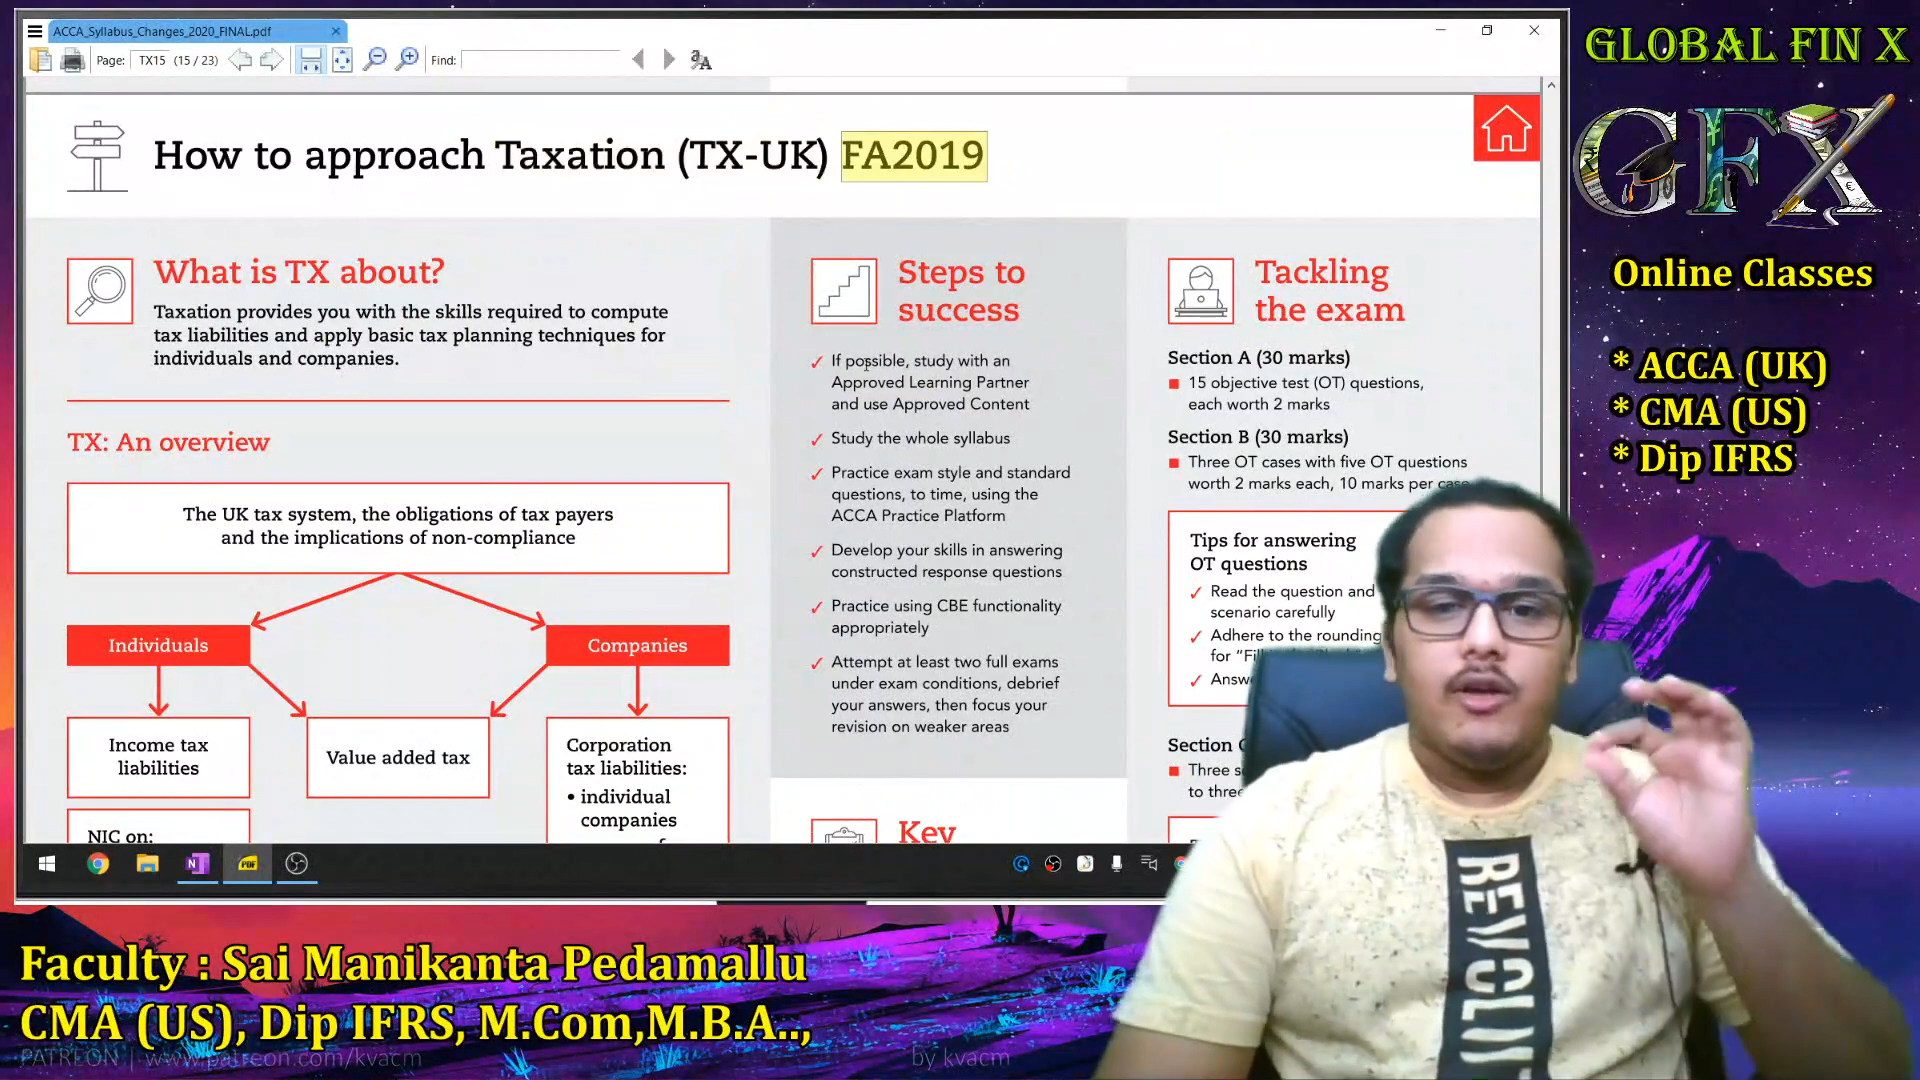 ACCA_Syllabus_Changes_2020_FINAL.pdf
Page: TX15 (15 / 23)
Find:
How to approach Taxation (TX-UK) FA2019
What is TX about?
Taxation provides you with the skills required to compute
tax liabilities and apply basic tax planning techniques for
individuals and companies.
TX: An overview
The UK tax system, the obligations of tax payers
and the implications of non-compliance
Individuals
Companies
Income tax
liabilities
Value added tax
Corporation
tax liabilities:
• individual
companies
NIC on:
Steps to
success
✓ If possible, study with an
Approved Learning Partner
and use Approved Content
✓ Study the whole syllabus
✓ Practice exam style and standard
questions, to time, using the
ACCA Practice Platform
✓ Develop your skills in answering
constructed response questions
✓ Practice using CBE functionality
appropriately
✓ Attempt at least two full exams
under exam conditions, debrief
your answers, then focus your
revision on weaker areas
Key
Tackling
the exam
Section A (30 marks)
15 objective test (OT) questions,
each worth 2 marks
Section B (30 marks)
Three OT cases with five OT questions
worth 2 marks each, 10 marks per case
Tips for answering
OT questions
✓ Read the question and
scenario carefully
✓ Adhere to the rounding
for
✓
Section
Three
to three
GLOBAL FIN X
GFX
Online Classes
* ACCA (UK)
* CMA (US)
* Dip IFRS
REVOLUTI
Faculty : Sai Manikanta Pedamallu
CMA (US), Dip IFRS, M.Com,M.B.A..,
PATREON | www.patreon.com/kvacm
by kvacm